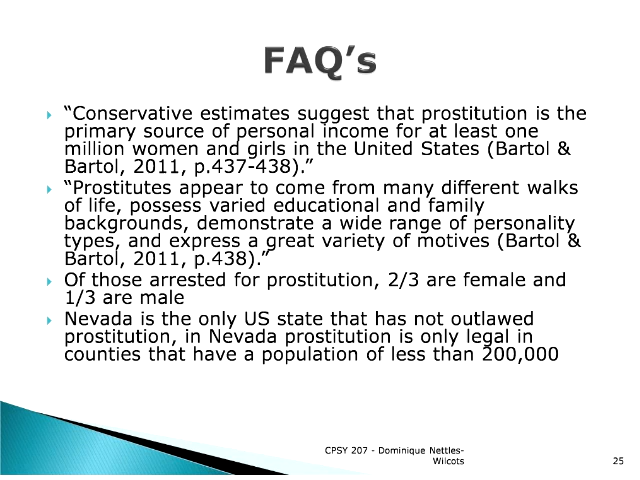 FAQ's
"Conservative estimates suggest that prostitution is the
primary source of personal income for at least one
million women and girls in the United States (Bartol &
Bartol, 2011, p.437-438)."
"Prostitutes appear to come from many different walks
of life, possess varied educational and family
backgrounds, demonstrate a wide range of personality
types, and express a great variety of motives (Bartol &
Bartol, 2011, p.438)."
Of those arrested for prostitution, 2/3 are female and
1/3 are male
Nevada is the only US state that has not outlawed
prostitution, in Nevada prostitution is only legal in
counties that have a population of less than 200,000
CPSY 207 - Dominique Nettles-
Wilcots
25